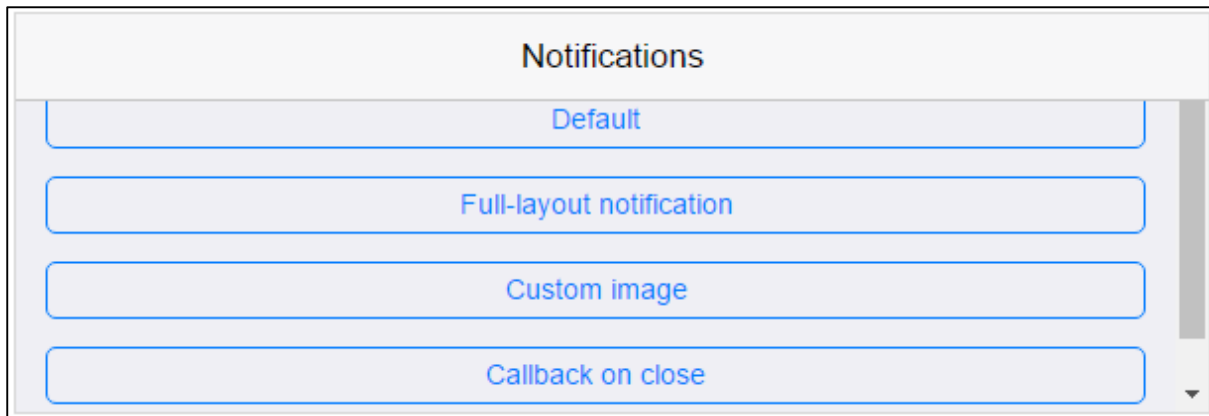 Notifications
Default
Full-layout notification
Custom image
Callback on close